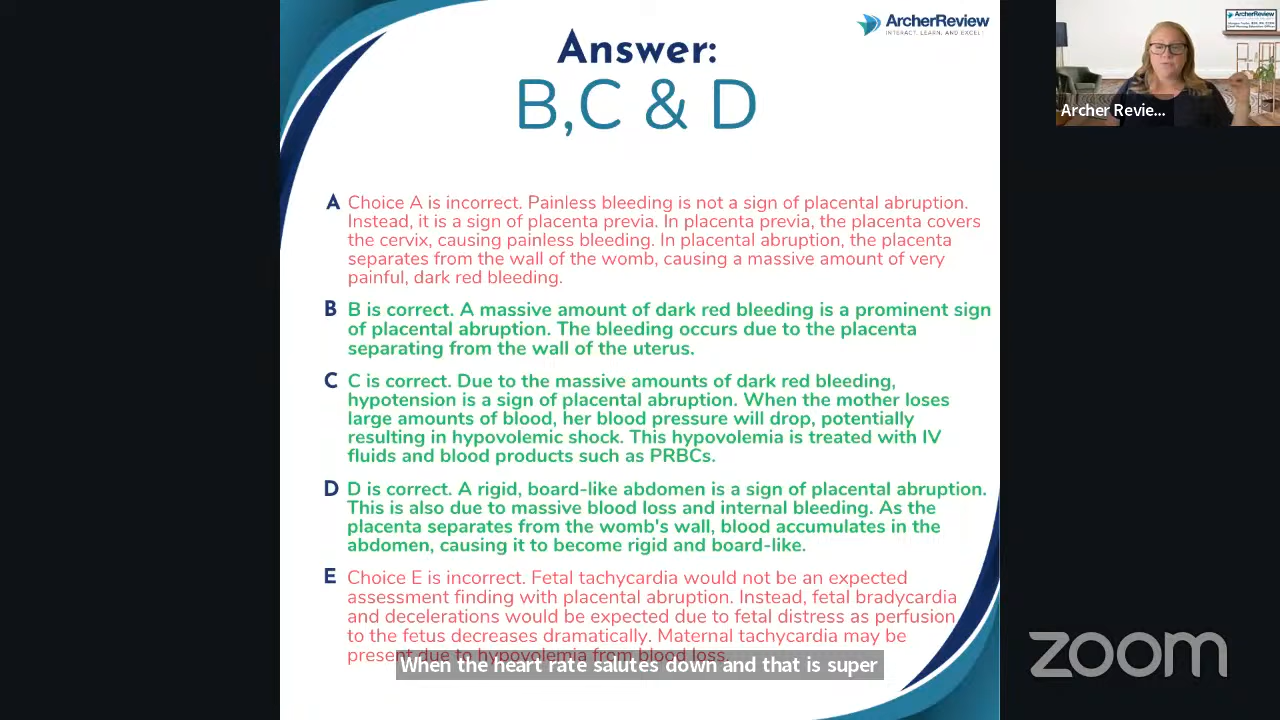 ArcherReview
INTERACT, LEARN, AND EXCEL!
Answer:
B,C & D
A Choice A is incorrect. Painless bleeding is not a sign of placental abruption.
Instead, it is a sign of placenta previa. In placenta previa, the placenta covers
the cervix, causing painless bleeding. In placental abruption, the placenta
separates from the wall of the womb, causing a massive amount of very
painful, dark red bleeding.
B B is correct. A massive amount of dark red bleeding is a prominent sign
of placental abruption. The bleeding occurs due to the placenta
separating from the wall of the uterus.
C C is correct. Due to the massive amounts of dark red bleeding,
hypotension is a sign of placental abruption. When the mother loses
large amounts of blood, her blood pressure will drop, potentially
resulting in hypovolemic shock. This hypovolemia is treated with IV
fluids and blood products such as PRBCs.
D D is correct. A rigid, board-like abdomen is a sign of placental abruption.
This is also due to massive blood loss and internal bleeding. As the
placenta separates from the womb's wall, blood accumulates in the
abdomen, causing it to become rigid and board-like.
E Choice E is incorrect. Fetal tachycardia would not be an expected
assessment finding with placental abruption. Instead, fetal bradycardia
and decelerations would be expected due to fetal distress as perfusion
to the fetus decreases dramatically. Maternal tachycardia may be
present due to hypovolemia from blood loss.
When the heart rate salutes down and that is super
ArcherReview
Archer Revie...
zoom